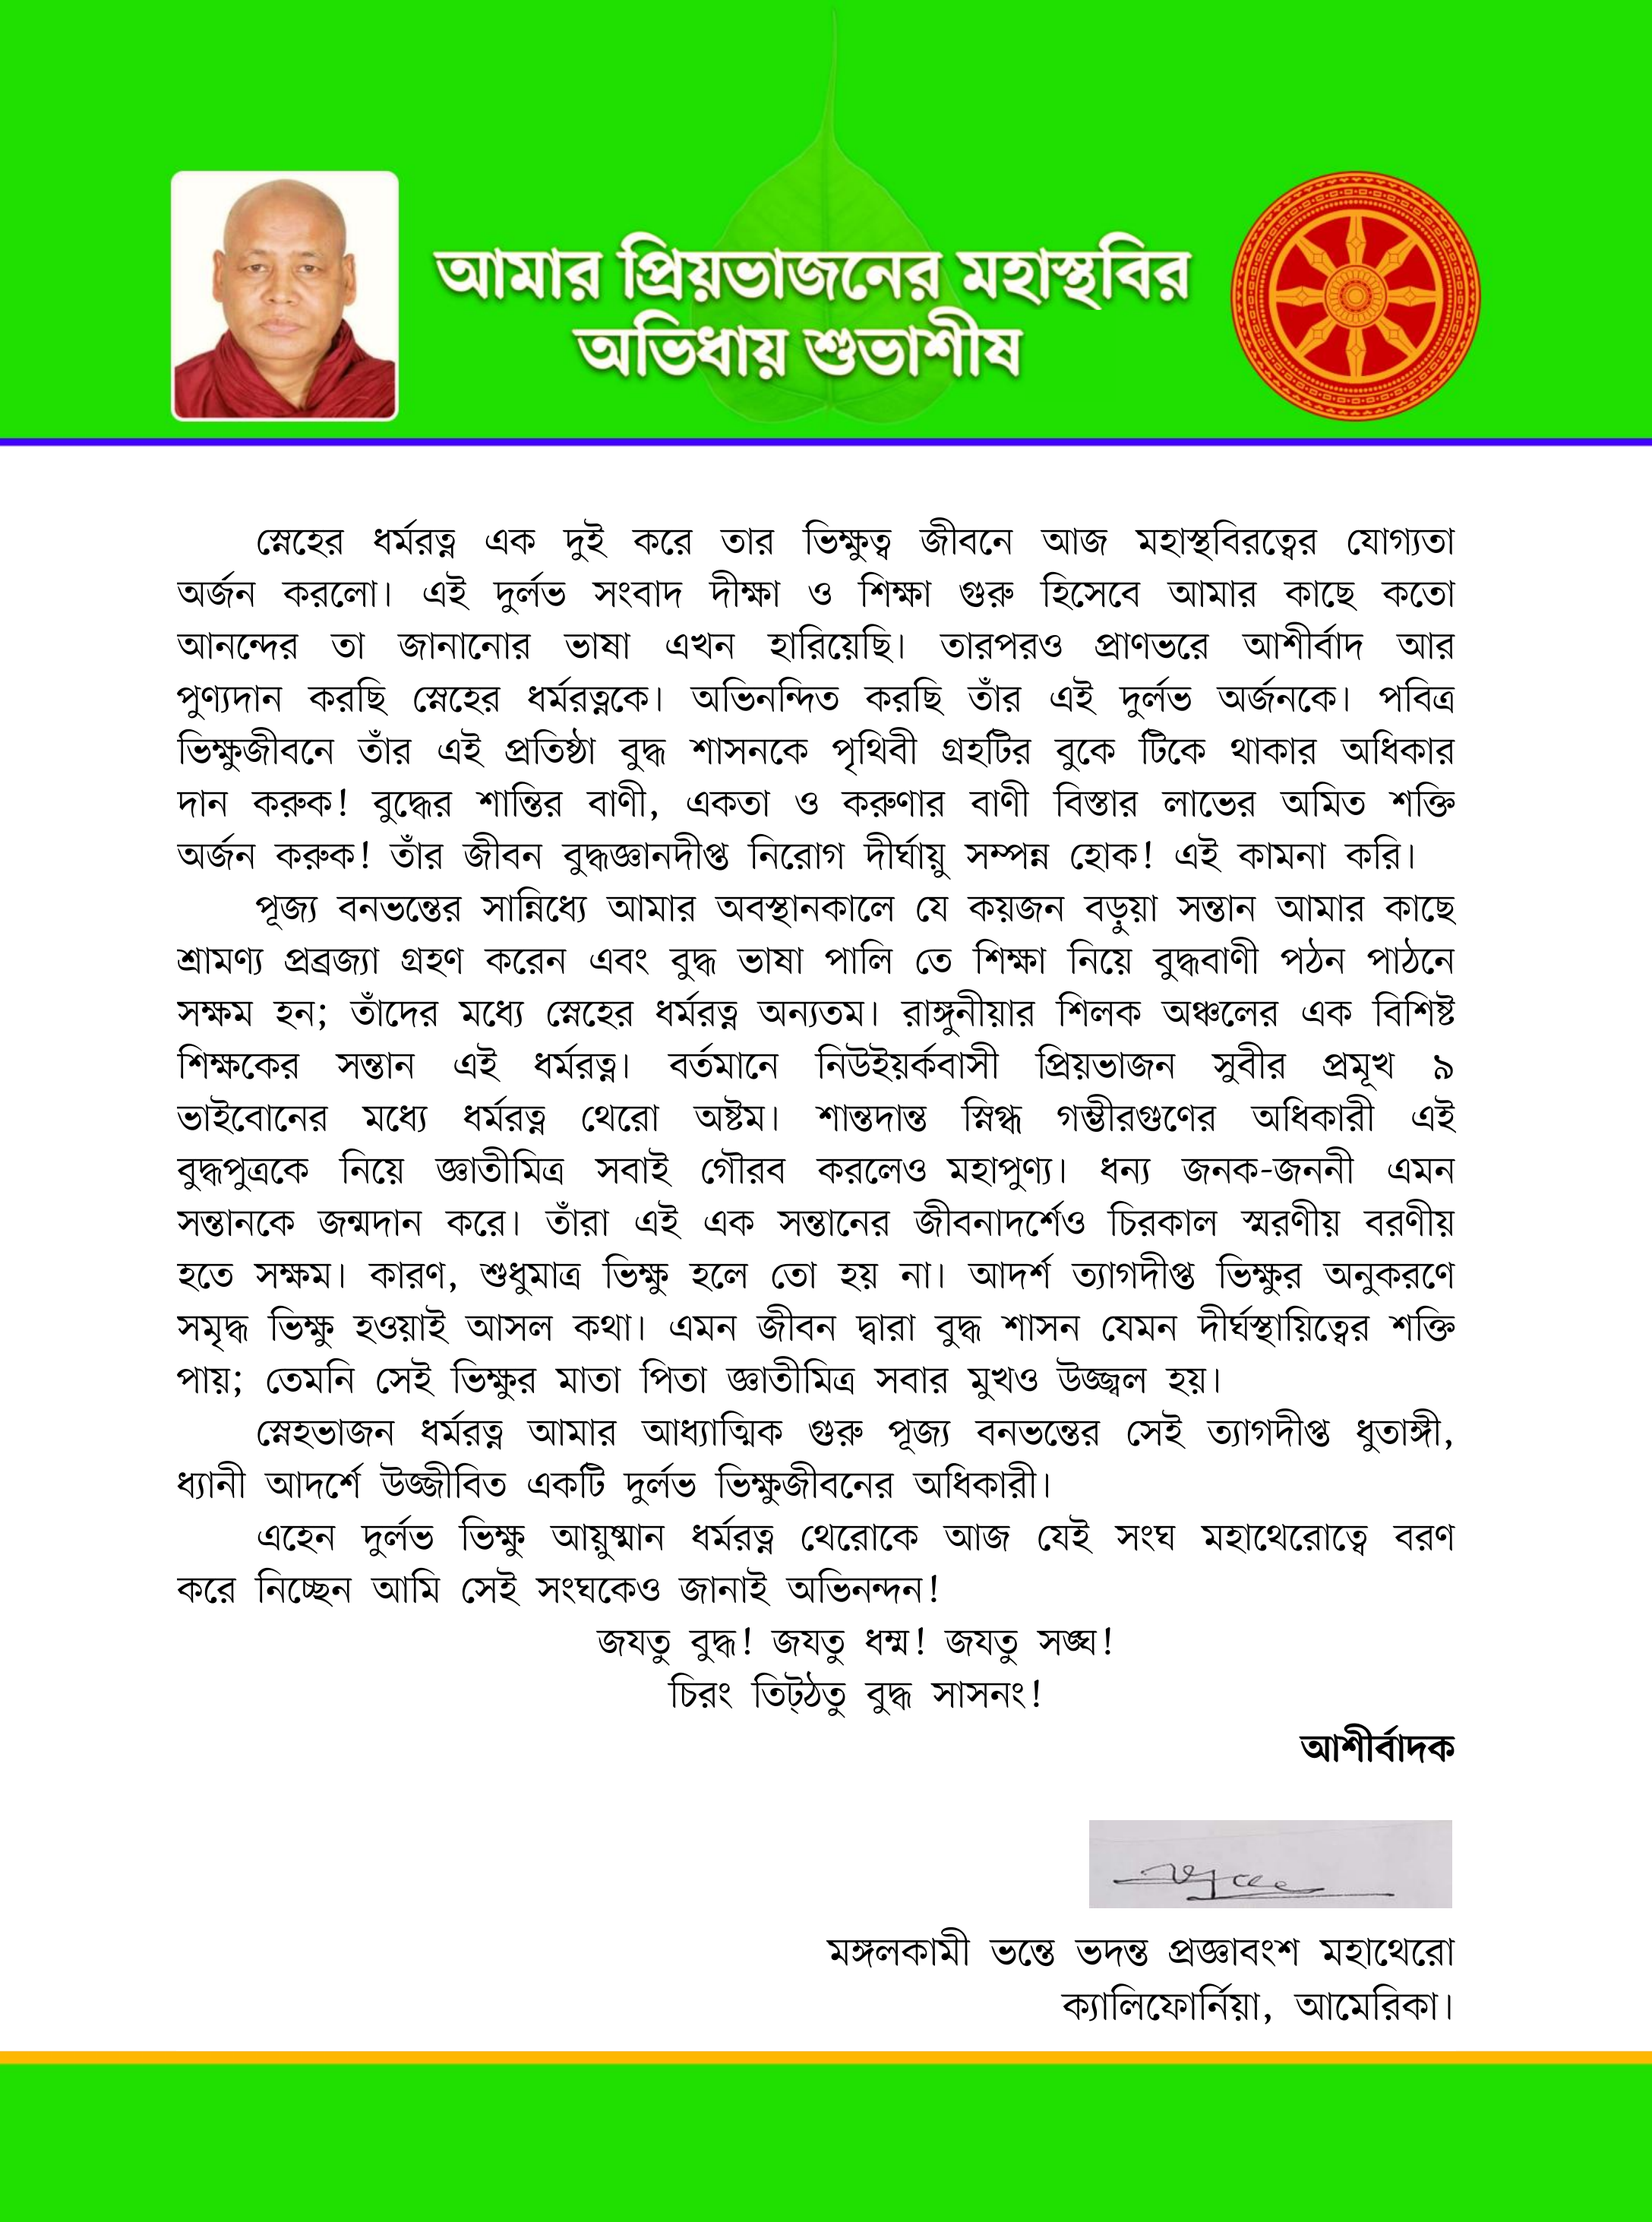 আমার প্রিয়ভাজনের মহাস্থবির
অভিধায় শুভাশীষ
স্নেহের ধর্মরত্ন এক দুই করে তার ভিক্ষুত্ব জীবনে আজ মহাস্থবিরত্বের যোগ্যতা
অর্জন করলো। এই দুর্লভ সংবাদ দীক্ষা ও শিক্ষা গুরু হিসেবে আমার কাছে কতো
আনন্দের তা জানানোর ভাষা এখন হারিয়েছি। তারপরও প্রাণভরে আশীর্বাদ আর
পুণ্যদান করছি স্নেহের ধর্মরত্নকে। অভিনন্দিত করছি তাঁর এই দুর্লভ অর্জনকে। পবিত্র
ভিক্ষুজীবনে তাঁর এই প্রতিষ্ঠা বুদ্ধ শাসনকে পৃথিবী গ্রহটির বুকে টিকে থাকার অধিকার
দান করুক! বুদ্ধের শান্তির বাণী, একতা ও করুণার বাণী বিস্তার লাভের অমিত শক্তি
অর্জন করুক! তাঁর জীবন বুদ্ধজ্ঞানদীপ্ত নিরোগ দীর্ঘায়ু সম্পন্ন হোক! এই কামনা করি।
পূজ্য বনভন্তের সান্নিধ্যে আমার অবস্থানকালে যে কয়জন বড়ুয়া সন্তান আমার কাছে
শ্রামণ্য প্রব্রজ্যা গ্রহণ করেন এবং বুদ্ধ ভাষা পালি তে শিক্ষা নিয়ে বুদ্ধবাণী পঠন পাঠনে
সক্ষম হন; তাঁদের মধ্যে স্নেহের ধর্মরত্ন অন্যতম। রাঙ্গুনীয়ার শিলক অঞ্চলের এক বিশিষ্ট
শিক্ষকের সন্তান এই ধর্মরত্ন। বর্তমানে নিউইয়র্কবাসী প্রিয়ভাজন সুবীর প্রমূখ ৯
ভাইবোনের মধ্যে ধর্মরত্ন থেরো অষ্টম। শান্তদান্ত স্নিগ্ধ গম্ভীরগুণের অধিকারী এই
বুদ্ধপুত্রকে নিয়ে জ্ঞাতীমিত্র সবাই গৌরব করলেও মহাপুণ্য। ধন্য জনক-জননী এমন
সন্তানকে জন্মদান করে। তাঁরা এই এক সন্তানের জীবনাদর্শেও চিরকাল স্মরণীয় বরণীয়
হতে সক্ষম। কারণ, শুধুমাত্র ভিক্ষু হলে তো হয় না। আদর্শ ত্যাগদীপ্ত ভিক্ষুর অনুকরণে
সমৃদ্ধ ভিক্ষু হওয়াই আসল কথা। এমন জীবন দ্বারা বুদ্ধ শাসন যেমন দীর্ঘস্থায়িত্বের শক্তি
পায়; তেমনি সেই ভিক্ষুর মাতা পিতা জ্ঞাতীমিত্র সবার মুখও উজ্জ্বল হয়।
স্নেহভাজন ধর্মরত্ন আমার আধ্যাত্মিক গুরু পূজ্য বনভন্তের সেই ত্যাগদীপ্ত ধুতাঙ্গী,
ধ্যানী আদর্শে উজ্জীবিত একটি দুর্লভ ভিক্ষুজীবনের অধিকারী।
এহেন দুর্লভ ভিক্ষু আয়ুষ্মান ধর্মরত্ন থেরোকে আজ যেই সংঘ মহাথেরোত্বে বরণ
করে নিচ্ছেন আমি সেই সংঘকেও জানাই অভিনন্দন!
জযতু বুদ্ধ! জযতু ধম্ম! জযতু সঙ্ঘ!
চিরং তিট্ঠতু বুদ্ধ সাসনং!
আশীর্বাদক
মঙ্গলকামী ভন্তে ভদন্ত প্রজ্ঞাবংশ মহাথেরো
ক্যালিফোর্নিয়া, আমেরিকা।